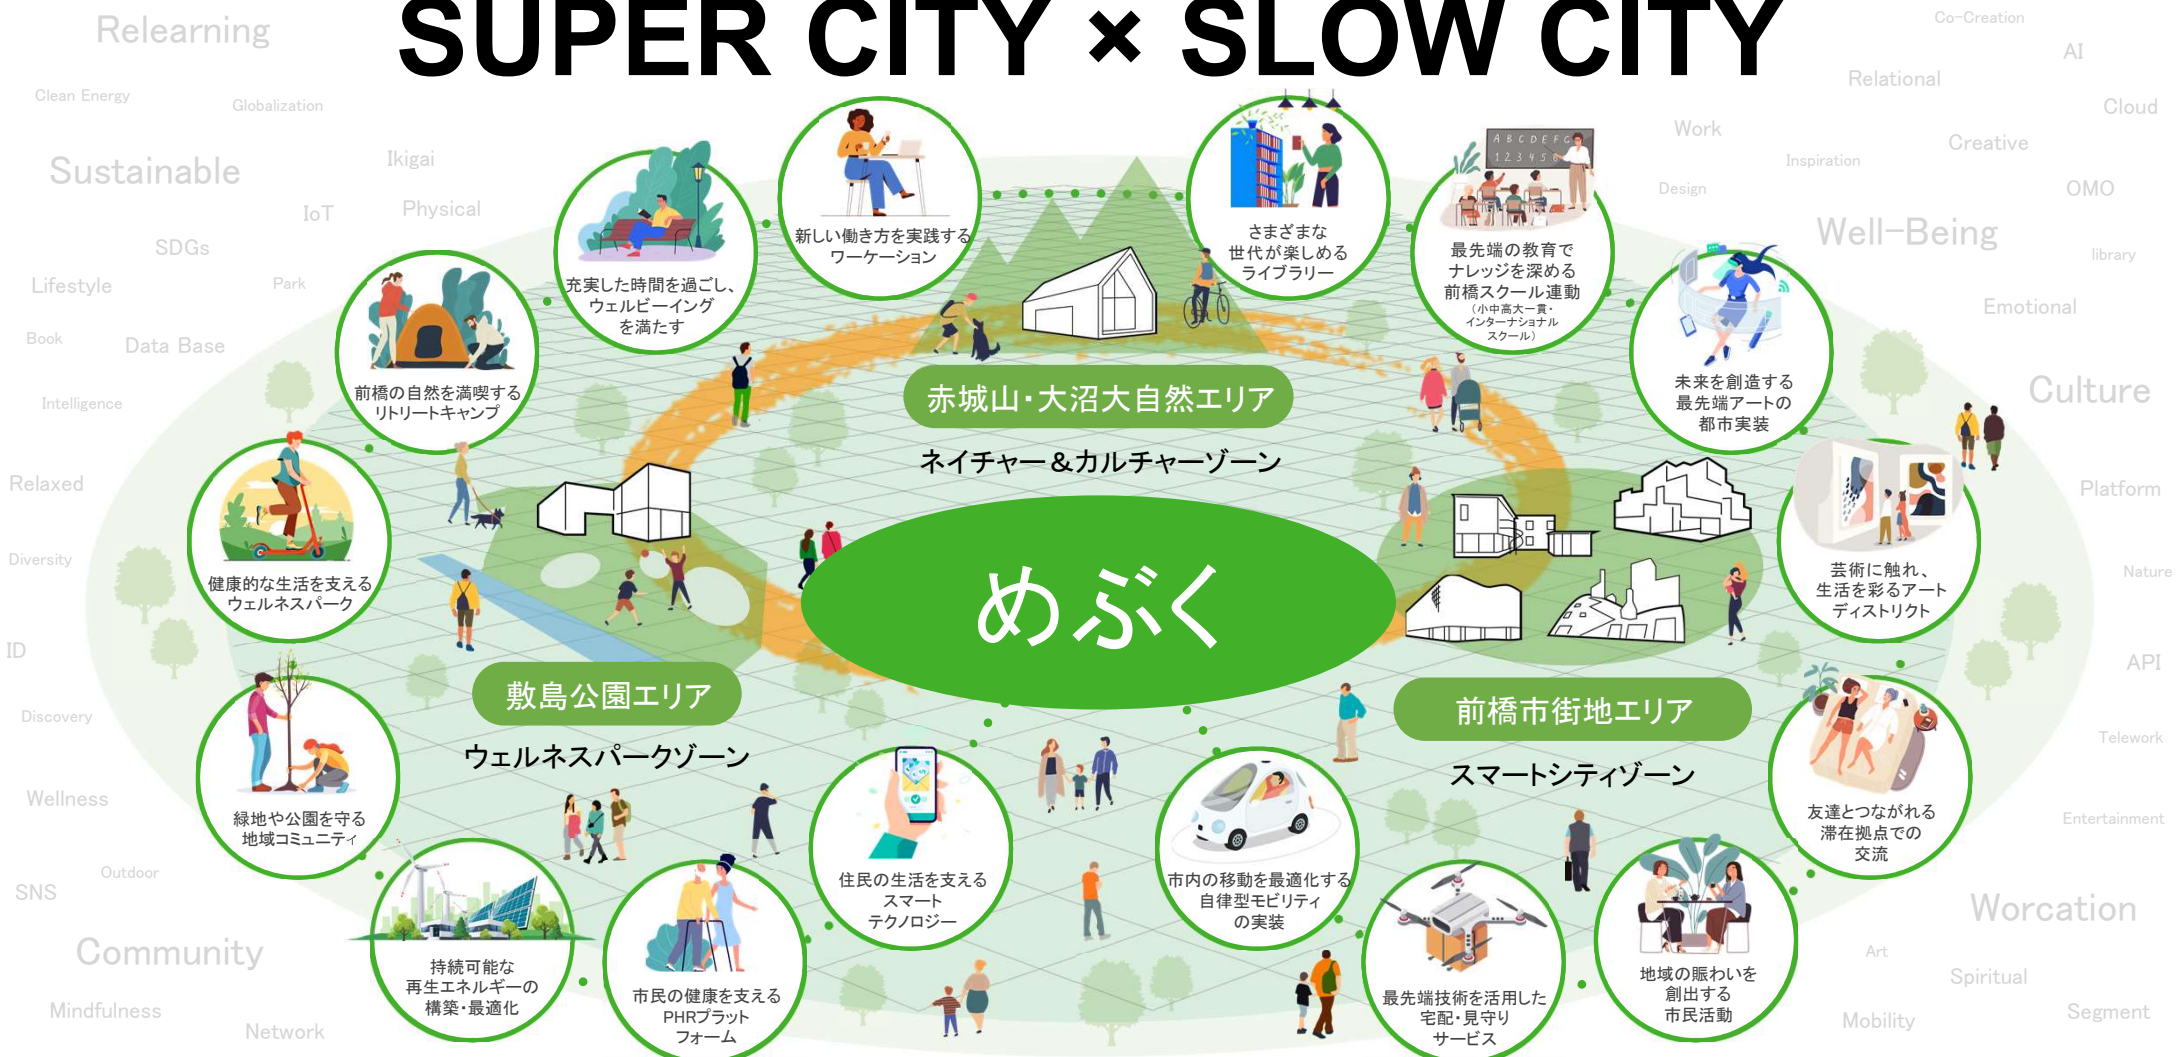 SUPER CITY × SLOW CITY
Relearning
Clean Energy
Globalization
Sustainable
Ikigai
IoT
Physical
SDGs
Lifestyle
Park
Book
Data Base
Intelligence
Relaxed
Diversity
ID
Discovery
Wellness
Outdoor
SNS
Community
Mindfulness
Network
Co-Creation
AI
Relational
Cloud
Work
Creative
Inspiration
Design
OMO
Well-Being
library
Emotional
Culture
Platform
Nature
API
Telework
Entertainment
Worcation
Art
Spiritual
Segment
Mobility
新しい働き方を実践する
ワーケーション
さまざまな
世代が楽しめる
ライブラリー
A B C D E F G
1 2 3 4 5 6
最先端の教育で
ナレッジを深める
前橋スクール連動
(小中高大一貫・
インターナショナル
スクール)
充実した時間を過ごし、
ウェルビーイング
を満たす
前橋の自然を満喫する
リトリートキャンプ
未来を創造する
最先端アートの
都市実装
健康的な生活を支える
ウェルネスパーク
芸術に触れ、
生活を彩るアート
ディストリクト
赤城山・大沼大自然エリア
ネイチャー&カルチャーゾーン
めぶく
敷島公園エリア
ウェルネスパークゾーン
前橋市街地エリア
スマートシティゾーン
緑地や公園を守る
地域コミュニティ
友達とつながれる
滞在拠点での
交流
持続可能な
再生エネルギーの
構築・最適化
市民の健康を支える
PHRプラット
フォーム
住民の生活を支える
スマート
テクノロジー
市内の移動を最適化する
自律型モビリティ
の実装
最先端技術を活用した
宅配・見守り
サービス
地域の賑わいを
創出する
市民活動